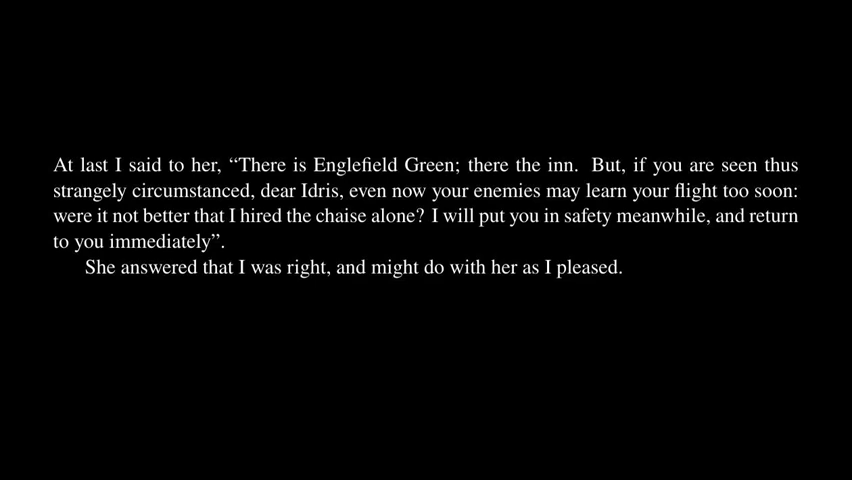 At last I said to her, “There is Englefield Green; there the inn. But, if you are seen thus
strangely circumstanced, dear Idris, even now your enemies may learn your flight too soon:
were it not better that I hired the chaise alone? I will put you in safety meanwhile, and return
to you immediately”.
She answered that I was right, and might do with her as I pleased.